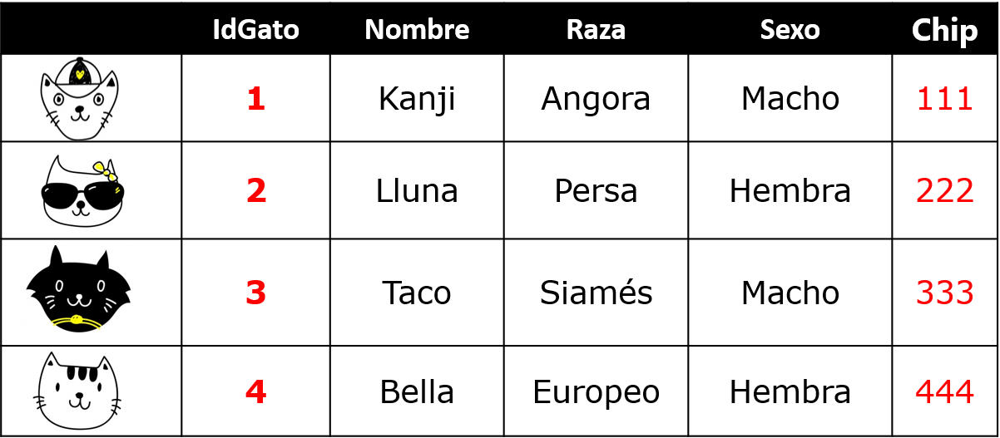 IdGato Nombre Raza Sexo Chip
1 Kanji Angora Macho 111
2 Lluna Persa Hembra 222
3 Taco Siamés Macho 333
4 Bella Europeo Hembra 444